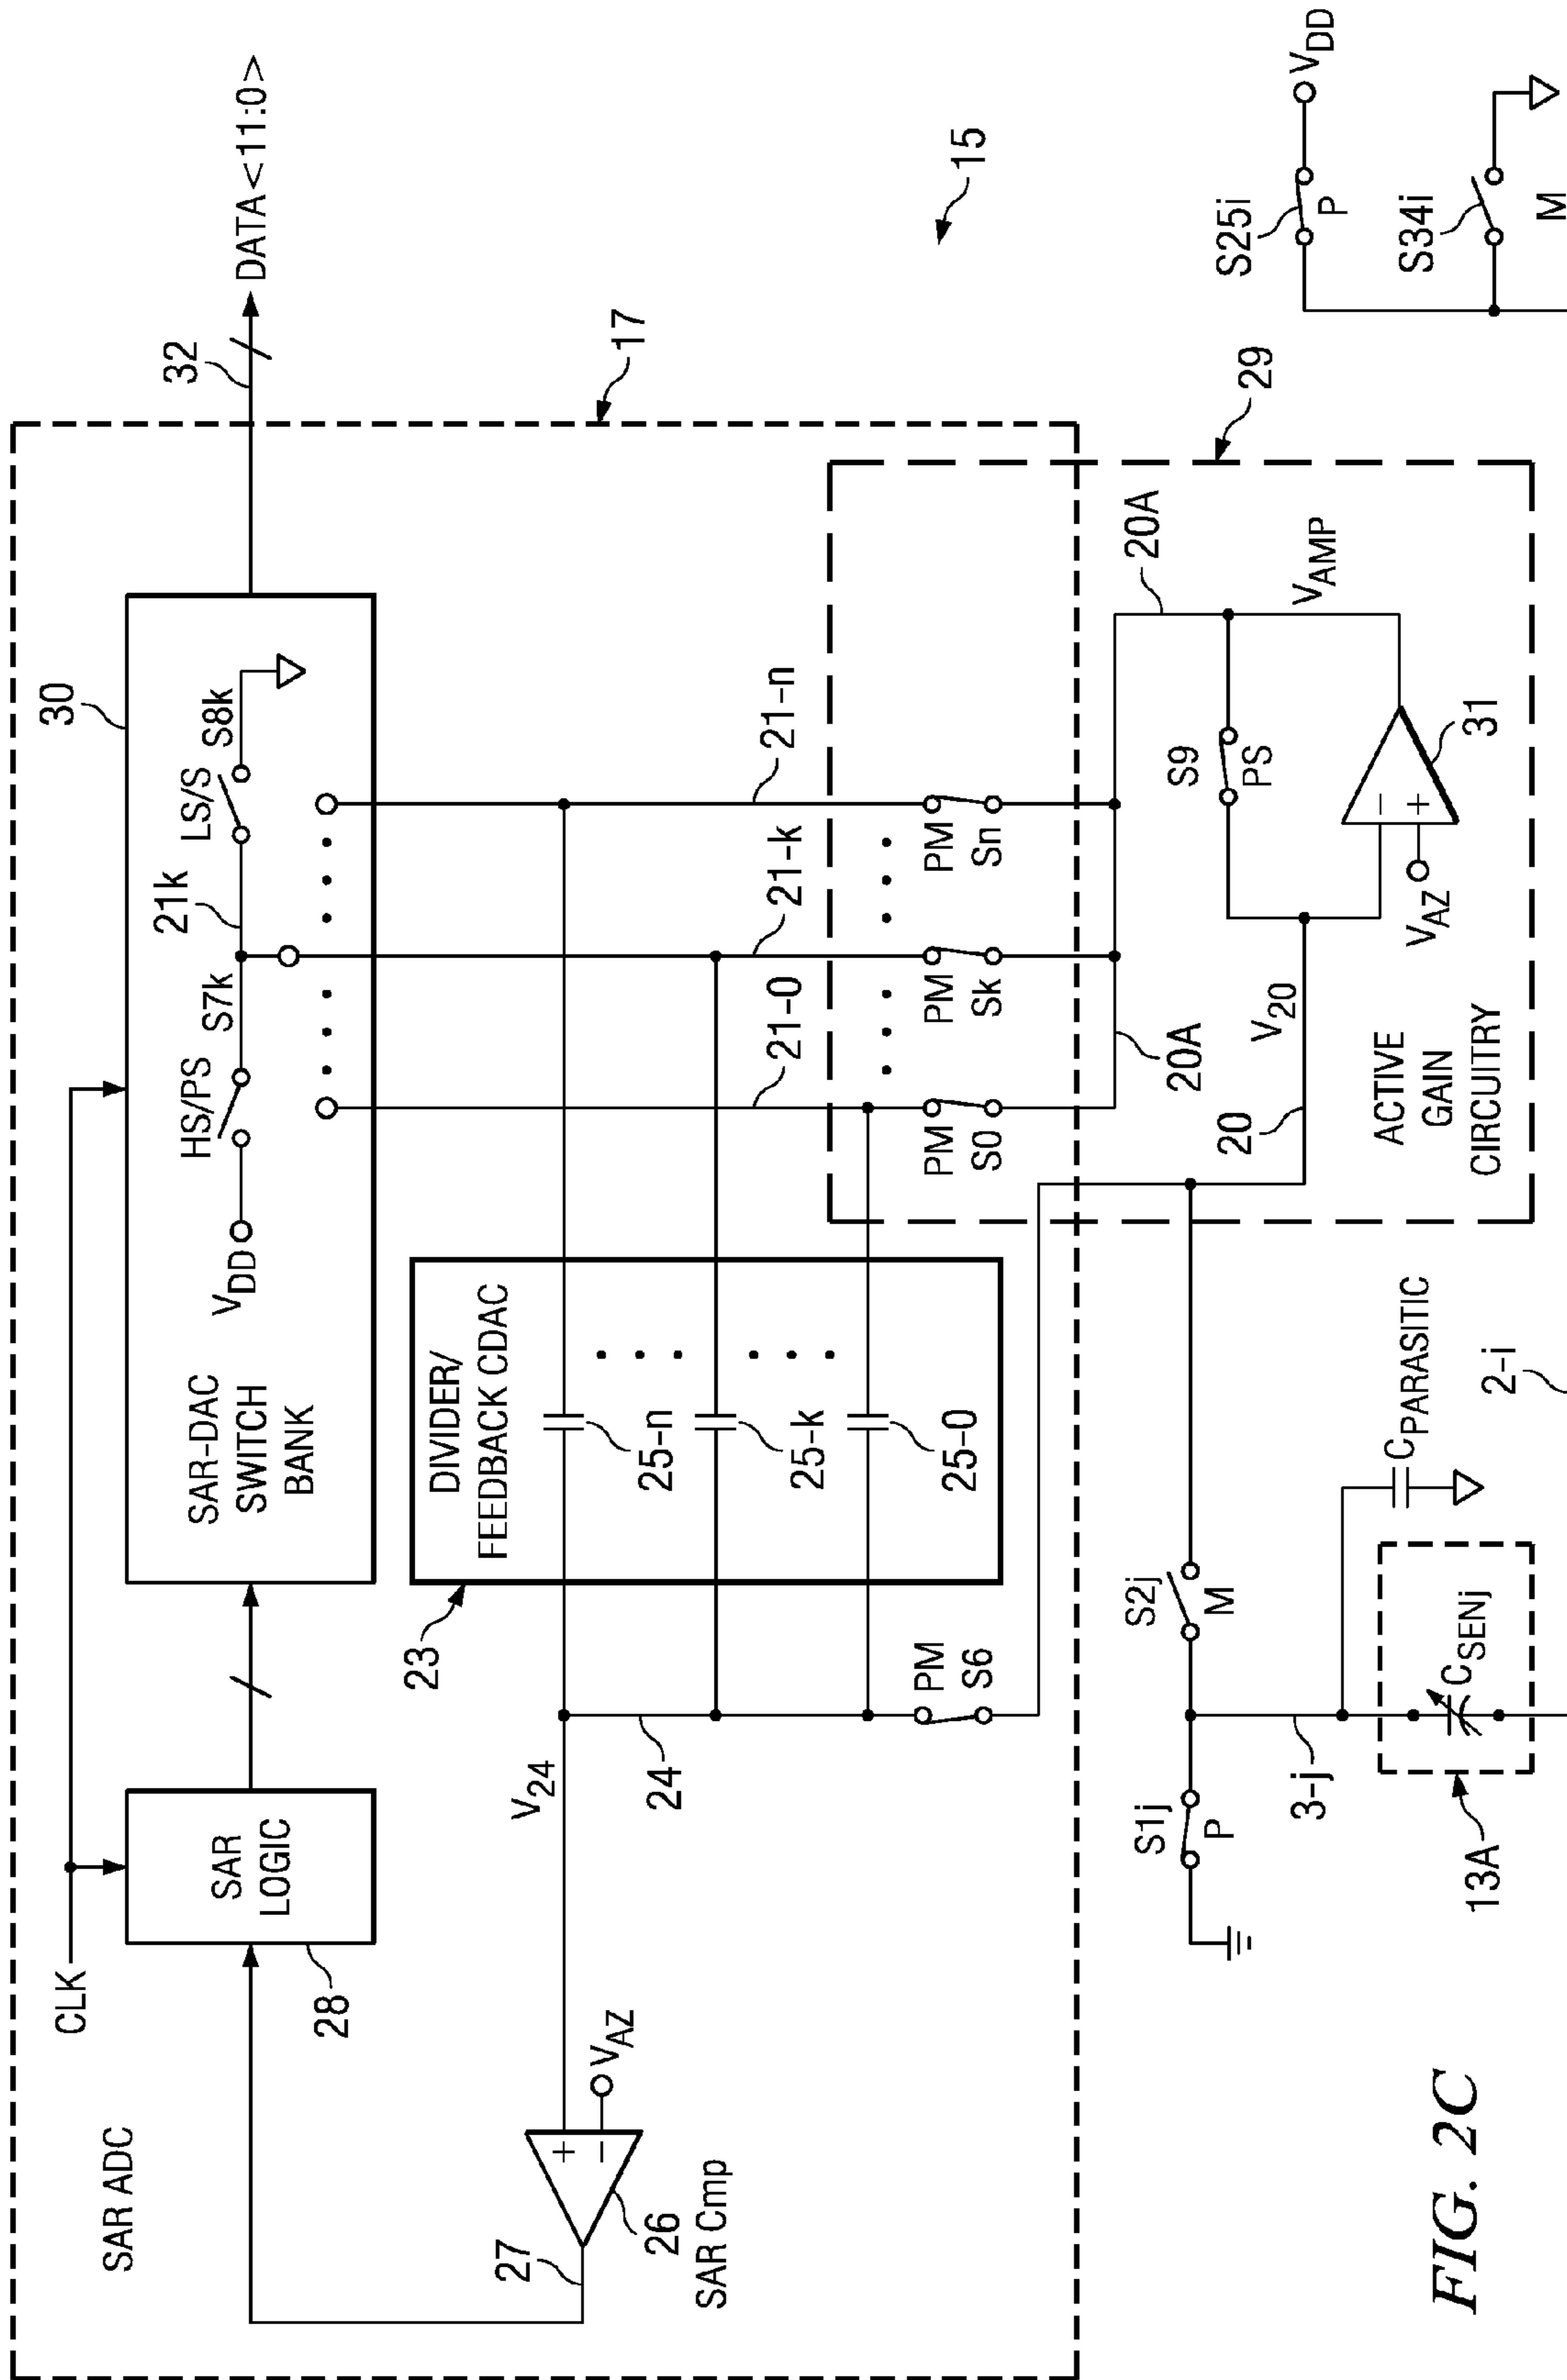 SAR ADC
CLK
28
SAR
LOGIC
30
SAR-DAC
SWITCH
BANK
VDD
HS/PS
S7k
21k
LS/S
S8k
32
DATA <11:0>
17
27
26
SAR Cmp
+
−
VAZ
V24
24
23
DIVIDER/
FEEDBACK CDAC
25-n
25-k
25-0
21-0
21-k
21-n
PM
S6
PM
S0
PM
Sk
PM
Sn
15
29
20A
20A
VAMP
S9
PS
31
−
+
VAZ
V20
20
ACTIVE
GAIN
CIRCUITRY
S1j
P
S2j
M
3-j
13A
CSENj
CPARASITIC
2-i
S25i
P
VDD
S34i
M
FIG. 2C